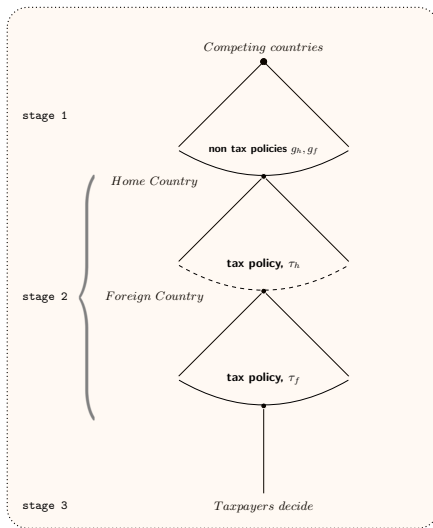 Competing countries
stage 1
non tax policies g_h, g_f
Home Country
tax policy, τ_h
stage 2
Foreign Country
tax policy, τ_f
stage 3
Taxpayers decide